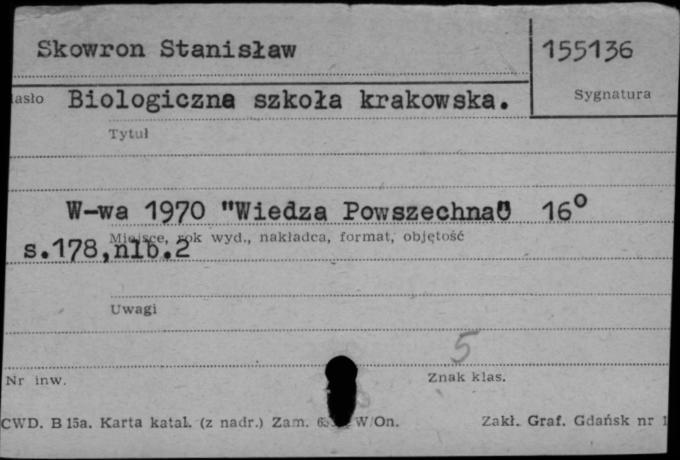 Skowron Stanisław
155136
Sygnatura
asło Biologiczna szkoła krakowska.
Tytuł
W-wa 1970 "Wiedza Powszechna" 16°
Miejsce, rok wyd., nakładca, format, objętość
s.178,nlb.2
Uwagi
5
Nr inw.
Znak klas.
CWD. B 15a. Karta katal. (z nadr.) Zam. W/On.
Zakł. Graf. Gdańsk nr 1